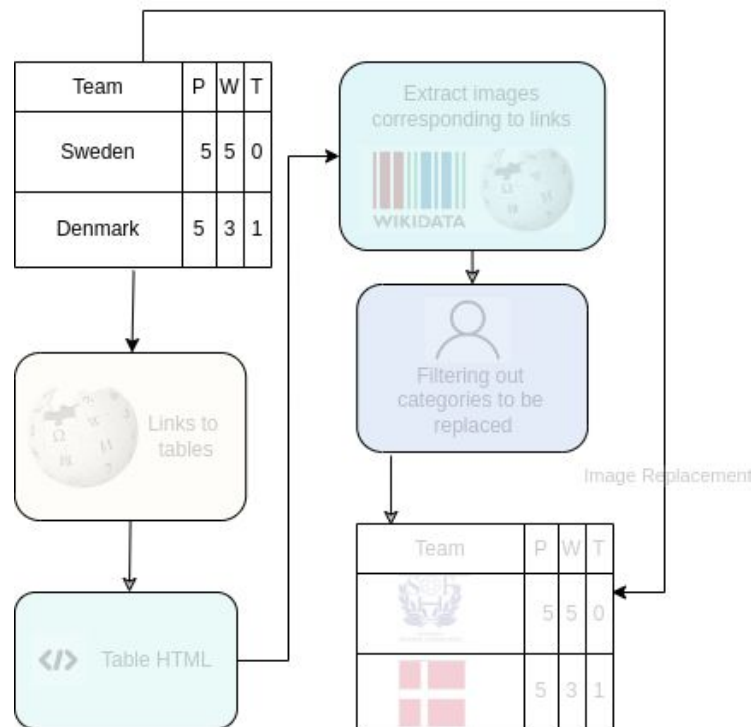 Team P W T
Sweden 5 5 0
Denmark 5 3 1
Links to
tables
</> Table HTML
Extract images
corresponding to links
WIKIDATA
Filtering out
categories to be
replaced
Image Replacement
Team P W T
5 5 0
5 3 1